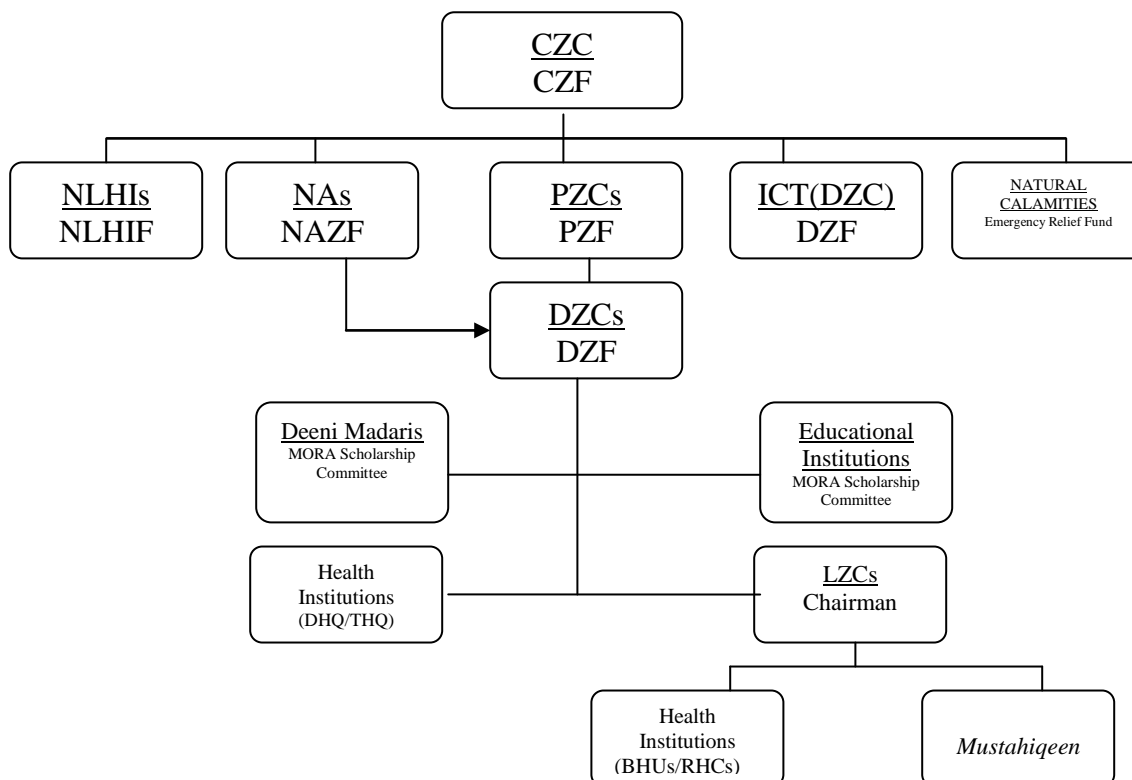 CZC
CZF
NLHIs
NLHIF
NAs
NAZF
PZCs
PZF
ICT(DZC)
DZF
NATURAL
CALAMITIES
Emergency Relief Fund
DZCs
DZF
Deeni Madaris
MORA Scholarship
Committee
Educational
Institutions
MORA Scholarship
Committee
Health
Institutions
(DHQ/THQ)
LZCs
Chairman
Health
Institutions
(BHUs/RHCs)
Mustahiqeen